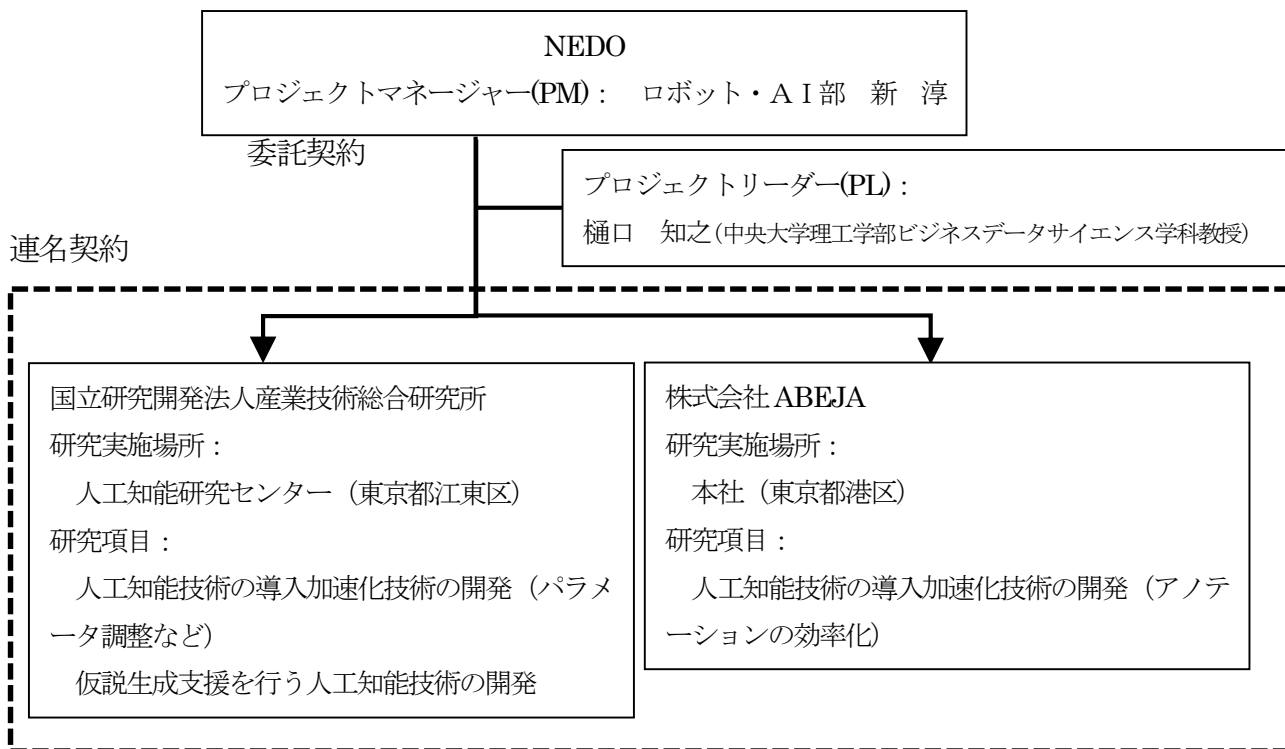 NEDO
プロジェクトマネージャー(PM)： ロボット・ＡＩ部 新 淳
委託契約
プロジェクトリーダー(PL)：
樋口 知之(中央大学理工学部ビジネスデータサイエンス学科教授)
連名契約
国立研究開発法人産業技術総合研究所
研究実施場所：
人工知能研究センター（東京都江東区）
研究項目：
人工知能技術の導入加速化技術の開発（パラメ
ータ調整など）
仮説生成支援を行う人工知能技術の開発
株式会社 ABEJA
研究実施場所：
本社（東京都港区）
研究項目：
人工知能技術の導入加速化技術の開発（アノテ
ーションの効率化）